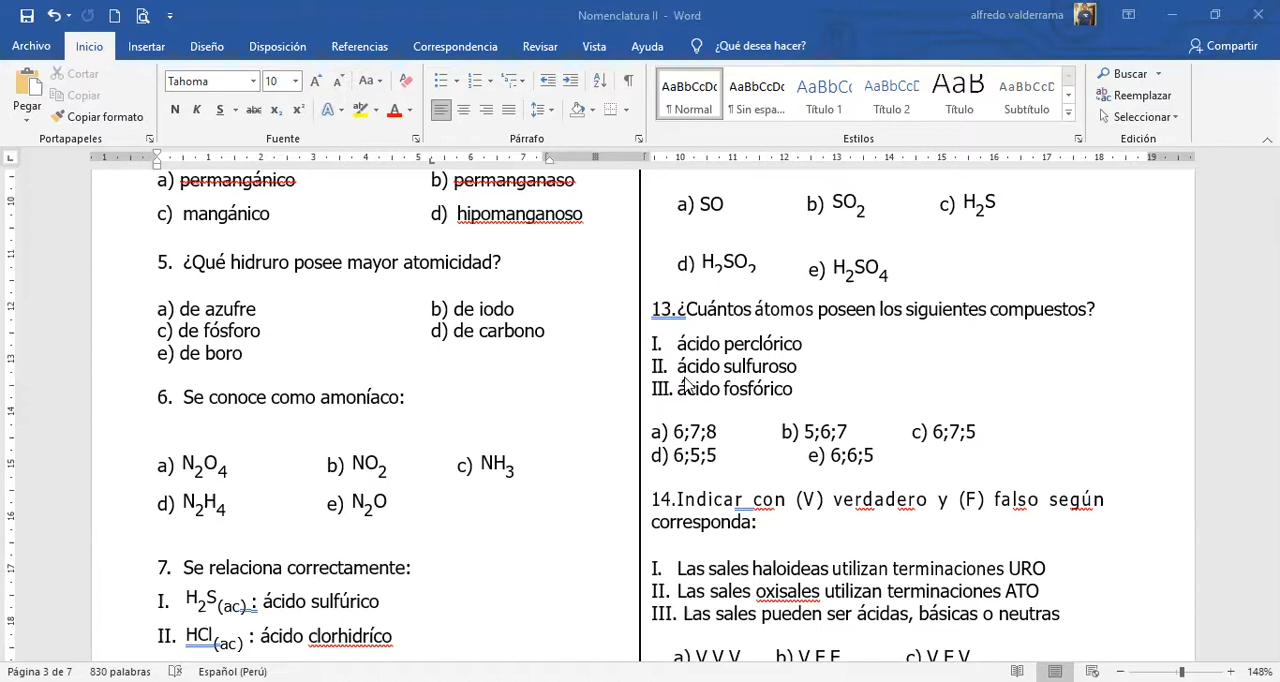 Nomenclatura II - Word
alfredo valderrama
Archivo Inicio Insertar Diseño Disposición Referencias Correspondencia Revisar Vista Ayuda ¿Qué desea hacer? Compartir
Pegar
Cortar
Copiar
Copiar formato
Portapapeles
Tahoma 10
Fuente
Párrafo
AaBbCcDc AaBbCcDc AaBbCc AaBbCcD AaB AaBbCcD
¶ Normal ¶ Sin espa... Título 1 Título 2 Título Subtítulo
Estilos
Buscar
Reemplazar
Seleccionar
Edición
a) permangánico b) permanganaso
c) mangánico d) hipomanganoso
5. ¿Qué hidruro posee mayor atomicidad?
a) de azufre b) de iodo
c) de fósforo d) de carbono
e) de boro
6. Se conoce como amoníaco:
a) N2O4 b) NO2 c) NH3
d) N2H4 e) N2O
7. Se relaciona correctamente:
I. H2S(ac) : ácido sulfúrico
II. HCl(ac) : ácido clorhidríco
a) SO b) SO2 c) H2S
d) H2SO2 e) H2SO4
13.¿Cuántos átomos poseen los siguientes compuestos?
I. ácido perclórico
II. ácido sulfuroso
III. ácido fosfórico
a) 6;7;8 b) 5;6;7 c) 6;7;5
d) 6;5;5 e) 6;6;5
14.Indicar con (V) verdadero y (F) falso según
corresponda:
I. Las sales haloideas utilizan terminaciones URO
II. Las sales oxisales utilizan terminaciones ATO
III. Las sales pueden ser ácidas, básicas o neutras
a) V V V b) V F F c) V F V
Página 3 de 7 830 palabras Español (Perú) 148%